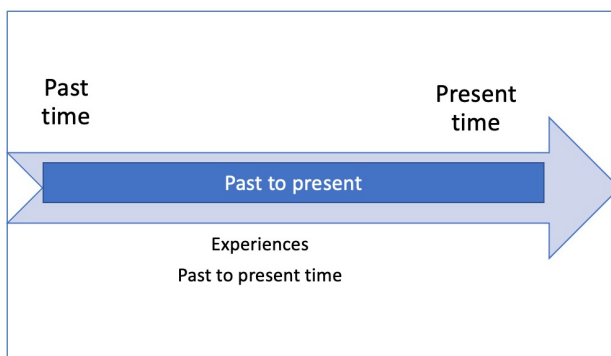 Past
time
Present
time
Past to present
Experiences
Past to present time